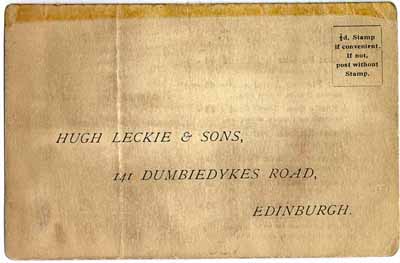 ½d. Stamp
if convenient.
If not,
post without
Stamp.
HUGH LECKIE & SONS,
141 DUMBIEDYKES ROAD,
EDINBURGH.